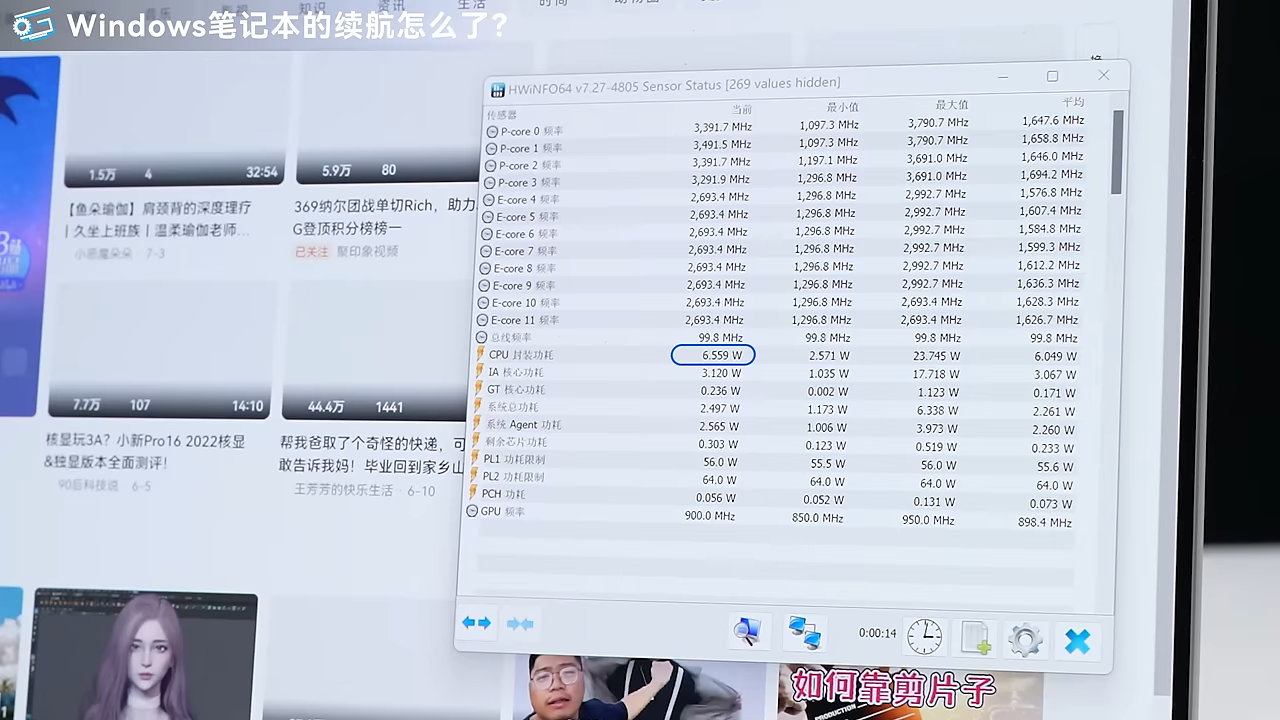 Windows笔记本的续航怎么了?
知识
资讯
生活
1.5万 4 32:54
5.9万 80
【鱼朵瑜伽】肩颈背的深度理疗
|久坐上班族|温柔瑜伽老师...
小恶魔朵朵 7-3
369纳尔团战单切Rich,助力
G登顶积分榜榜一
已关注 聚印象视频
7.7万 107 14:10
44.4万 1441
核显玩3A?小新Pro16 2022核显
&独显版本全面测评!
90后科技说 6-5
帮我爸取了个奇怪的快递,可
敢告诉我妈!毕业回到家乡山
王芳芳的快乐生活 · 6-10
HWiNFO64 v7.27-4805 Sensor Status [269 values hidden]
传感器 当前 最小值 最大值 平均
P-core 0 频率 3,391.7 MHz 1,097.3 MHz 3,790.7 MHz 1,647.6 MHz
P-core 1 频率 3,491.5 MHz 1,097.3 MHz 3,790.7 MHz 1,658.8 MHz
P-core 2 频率 3,391.7 MHz 1,197.1 MHz 3,691.0 MHz 1,646.0 MHz
P-core 3 频率 3,291.9 MHz 1,296.8 MHz 3,691.0 MHz 1,694.2 MHz
E-core 4 频率 2,693.4 MHz 1,296.8 MHz 2,992.7 MHz 1,576.8 MHz
E-core 5 频率 2,693.4 MHz 1,296.8 MHz 2,992.7 MHz 1,607.4 MHz
E-core 6 频率 2,693.4 MHz 1,296.8 MHz 2,992.7 MHz 1,584.8 MHz
E-core 7 频率 2,693.4 MHz 1,296.8 MHz 2,992.7 MHz 1,599.3 MHz
E-core 8 频率 2,693.4 MHz 1,296.8 MHz 2,992.7 MHz 1,612.2 MHz
E-core 9 频率 2,693.4 MHz 1,296.8 MHz 2,992.7 MHz 1,636.3 MHz
E-core 10 频率 2,693.4 MHz 1,296.8 MHz 2,693.4 MHz 1,628.3 MHz
E-core 11 频率 2,693.4 MHz 1,296.8 MHz 2,693.4 MHz 1,626.7 MHz
总线频率 99.8 MHz 99.8 MHz 99.8 MHz 99.8 MHz
CPU 封装功耗 6.559 W 2.571 W 23.745 W 6.049 W
IA 核心功耗 3.120 W 1.035 W 17.718 W 3.067 W
GT 核心功耗 0.236 W 0.002 W 1.123 W 0.171 W
系统总功耗 2.497 W 1.173 W 6.338 W 2.261 W
系统 Agent 功耗 2.565 W 1.006 W 3.973 W 2.260 W
剩余芯片功耗 0.303 W 0.123 W 0.519 W 0.233 W
PL1 功耗限制 56.0 W 55.5 W 56.0 W 55.6 W
PL2 功耗限制 64.0 W 64.0 W 64.0 W 64.0 W
PCH 功耗 0.056 W 0.052 W 0.131 W 0.073 W
GPU 频率 900.0 MHz 850.0 MHz 950.0 MHz 898.4 MHz
0:00:14
如何靠剪片子
PRODUCTION